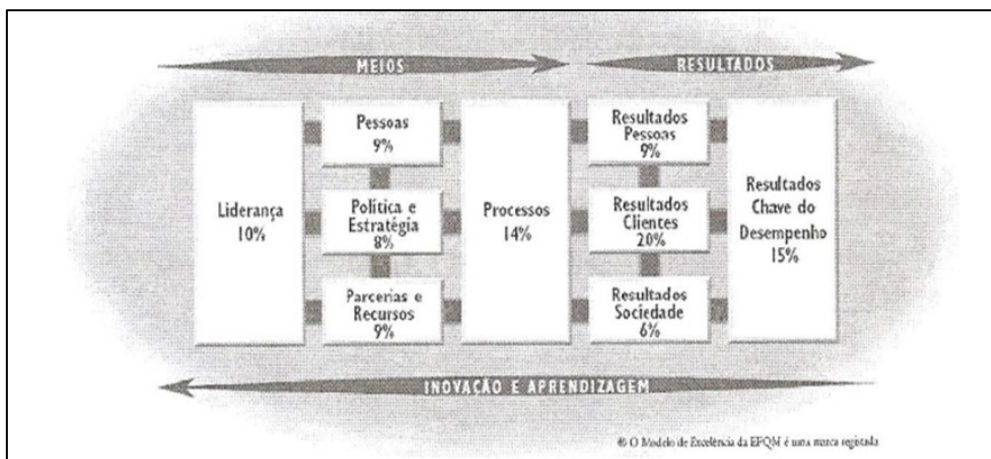 MEIOS
RESULTADOS
Liderança
10%
Pessoas
9%
Política e
Estratégia
8%
Parcerias e
Recursos
9%
Processos
14%
Resultados
Pessoas
9%
Resultados
Clientes
20%
Resultados
Sociedade
6%
Resultados
Chave do
Desempenho
15%
INOVAÇÃO E APRENDIZAGEM
® O Modelo de Excelência da EFQM é uma marca registada